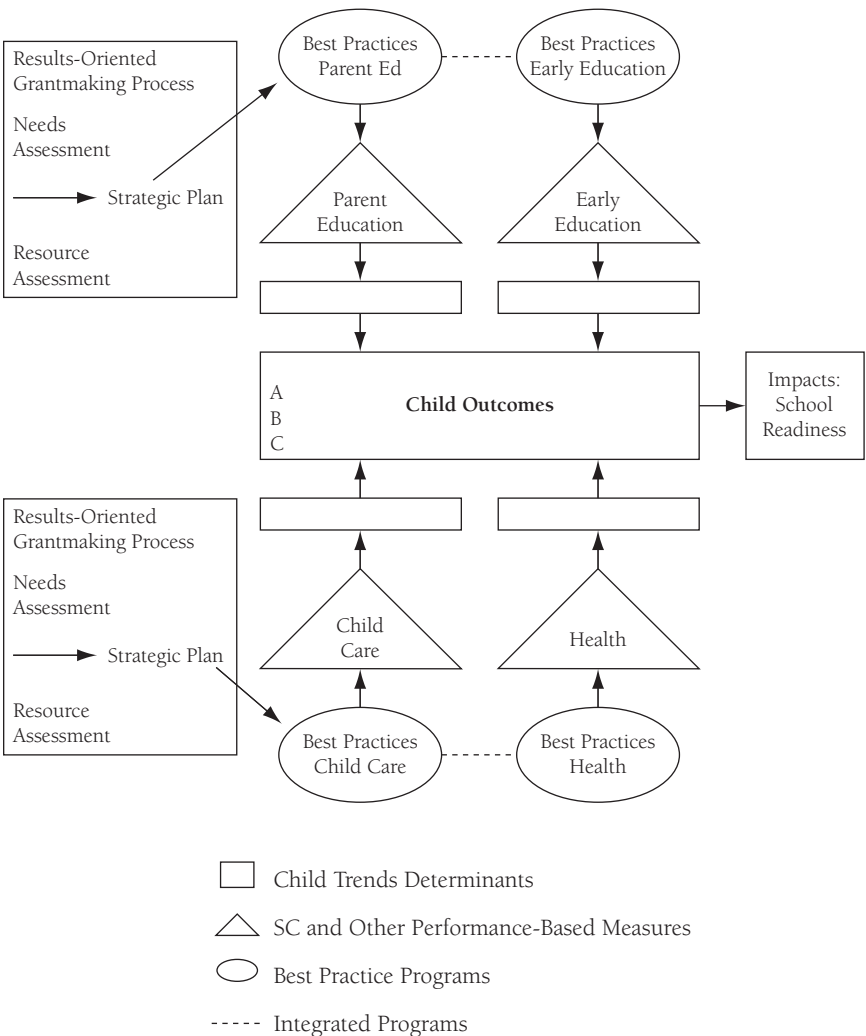 Results-Oriented
Grantmaking Process
Needs
Assessment
Strategic Plan
Resource
Assessment
Best Practices
Parent Ed
Best Practices
Early Education
Parent
Education
Early
Education
A
B
C
Child Outcomes
Impacts:
School
Readiness
Results-Oriented
Grantmaking Process
Needs
Assessment
Strategic Plan
Resource
Assessment
Child
Care
Health
Best Practices
Child Care
Best Practices
Health
Child Trends Determinants
SC and Other Performance-Based Measures
Best Practice Programs
Integrated Programs